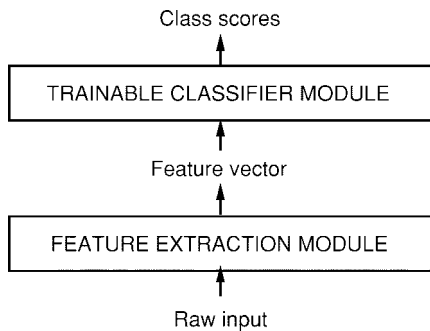 Class scores
TRAINABLE CLASSIFIER MODULE
Feature vector
FEATURE EXTRACTION MODULE
Raw input